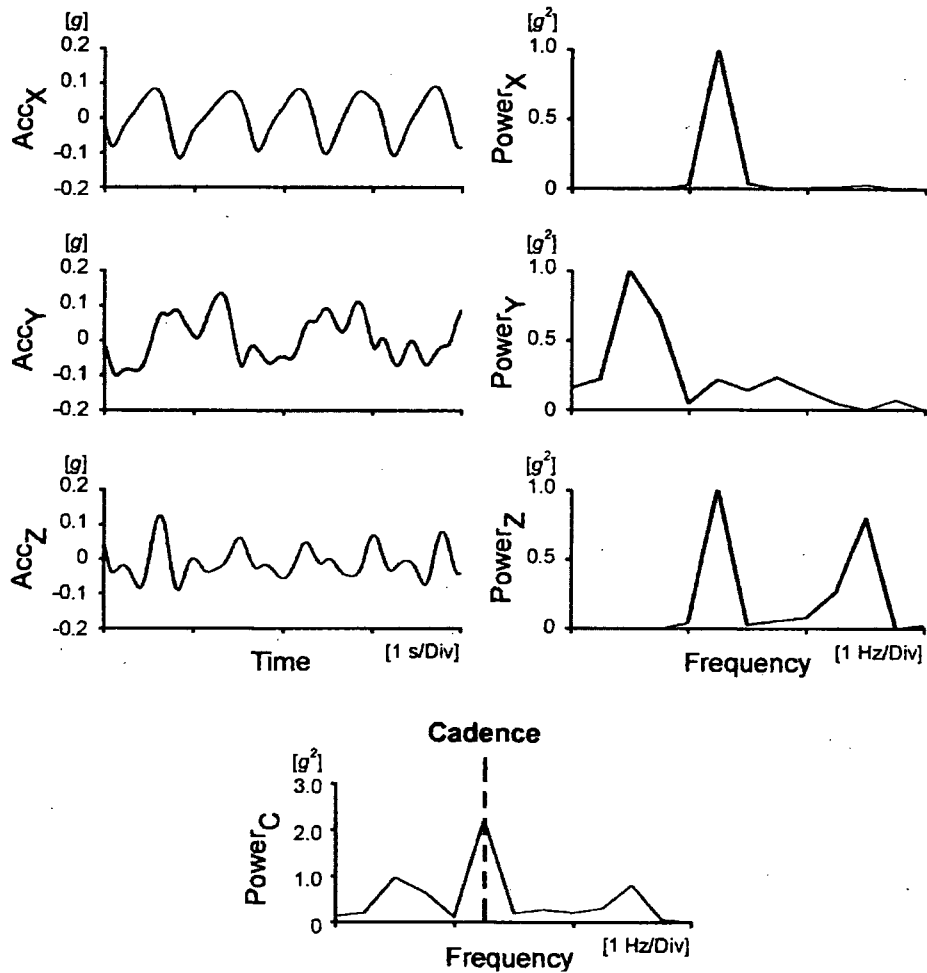 [g]
0.2
0.1
0
-0.1
-0.2
AccX
[g²]
1.0
0.5
0
PowerX
[g]
0.2
0.1
0
-0.1
-0.2
AccY
[g²]
1.0
0.5
0
PowerY
[g]
0.2
0.1
0
-0.1
-0.2
AccZ
Time
[1 s/Div]
[g²]
1.0
0.5
0
PowerZ
Frequency
[1 Hz/Div]
Cadence
[g²]
3.0
2.0
1.0
0
PowerC
Frequency
[1 Hz/Div]